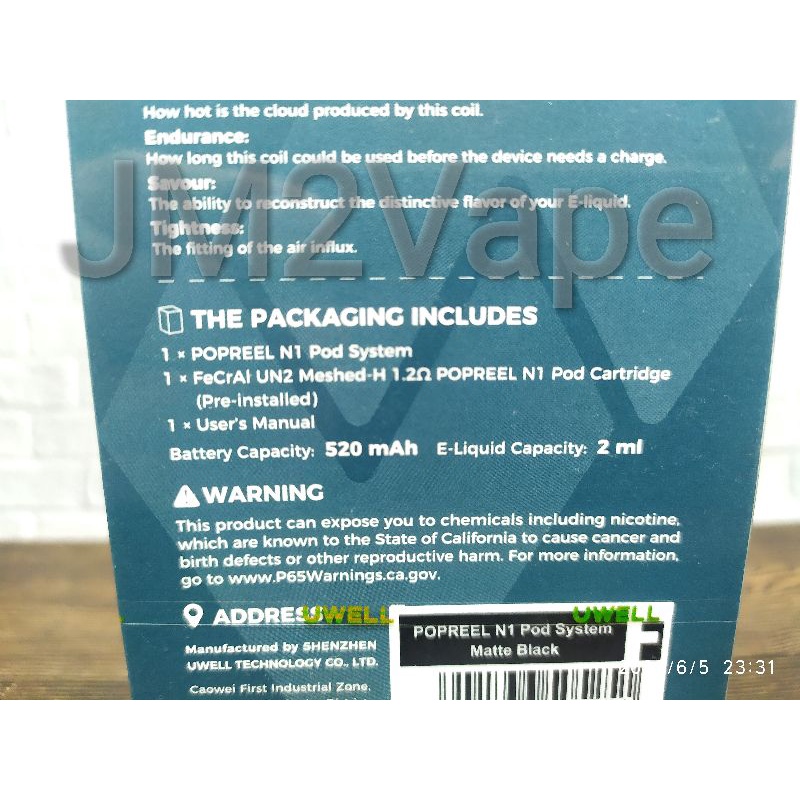 How hot is the cloud produced by this coil.
Endurance:
How long this coil could be used before the device needs a charge.
Savour:
The ability to reconstruct the distinctive flavor of your E-liquid.
Tightness:
The fitting of the air influx.
JM2Vape
THE PACKAGING INCLUDES
1 × POPREEL N1 Pod System
1 × FeCrAl UN2 Meshed-H 1.2Ω POPREEL N1 Pod Cartridge
(Pre-installed)
1 × User's Manual
Battery Capacity: 520 mAh E-Liquid Capacity: 2 ml
WARNING
This product can expose you to chemicals including nicotine,
which are known to the State of California to cause cancer and
birth defects or other reproductive harm. For more information,
go to www.P65Warnings.ca.gov.
UWELL UWELL
Manufactured by SHENZHEN
UWELL TECHNOLOGY CO., LTD.
Caowei First Industrial Zone,
POPREEL N1 Pod System
Matte Black
/6/5 23:31